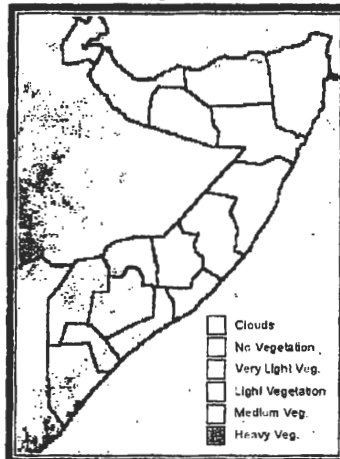 Clouds
No Vegetation
Very Light Veg.
Light Vegetation
Medium Veg.
Heavy Veg.